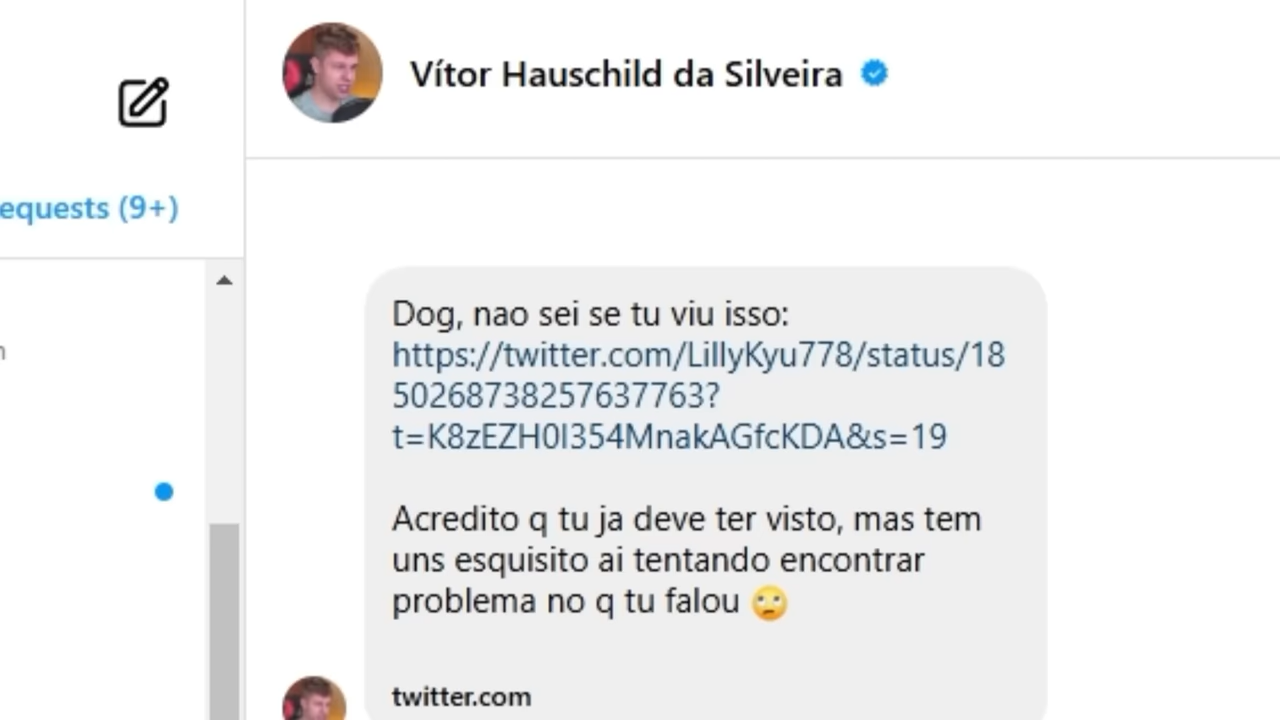 Vítor Hauschild da Silveira
equests (9+)
Dog, nao sei se tu viu isso:
https://twitter.com/LillyKyu778/status/18
50268738257637763?
t=K8zEZH0I354MnakAGfcKDA&s=19
Acredito q tu ja deve ter visto, mas tem
uns esquisito ai tentando encontrar
problema no q tu falou 🙄
twitter.com